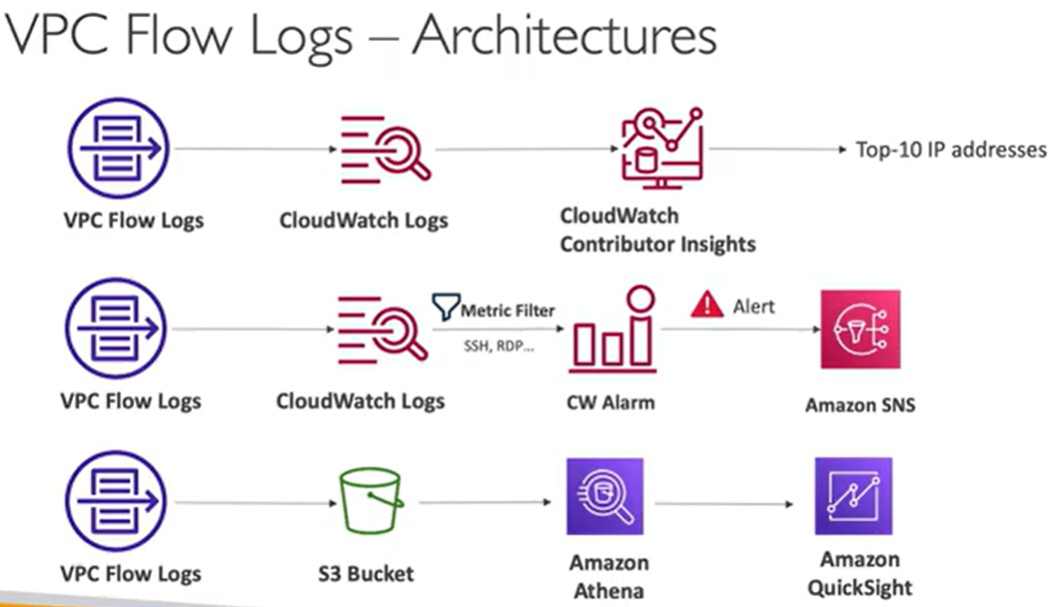 VPC Flow Logs – Architectures
VPC Flow Logs
CloudWatch Logs
CloudWatch
Contributor Insights
Top-10 IP addresses
VPC Flow Logs
CloudWatch Logs
Metric Filter
SSH, RDP...
CW Alarm
Alert
Amazon SNS
VPC Flow Logs
S3 Bucket
Amazon
Athena
Amazon
QuickSight